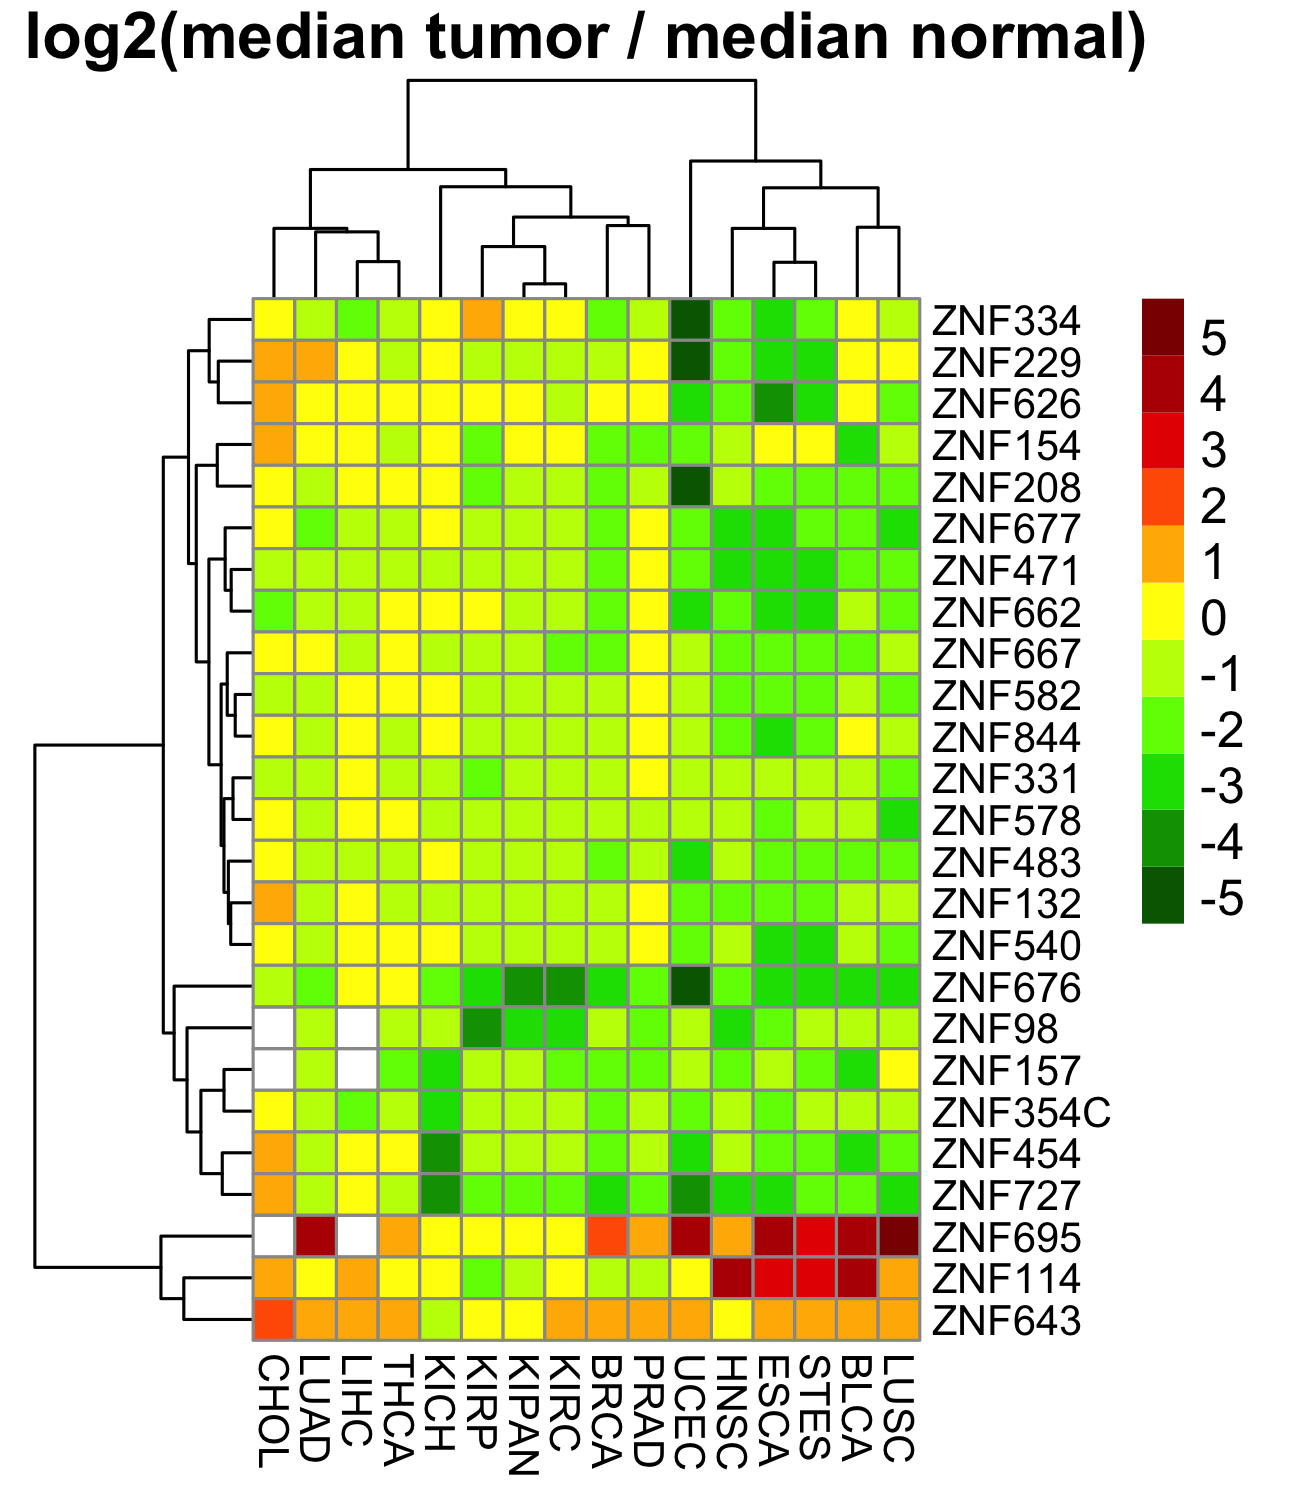 log2(median tumor / median normal)
ZNF334
ZNF229
ZNF626
ZNF154
ZNF208
ZNF677
ZNF471
ZNF662
ZNF667
ZNF582
ZNF844
ZNF331
ZNF578
ZNF483
ZNF132
ZNF540
ZNF676
ZNF98
ZNF157
ZNF354C
ZNF454
ZNF727
ZNF695
ZNF114
ZNF643
5
4
3
2
1
0
-1
-2
-3
-4
-5
CHOL
LUAD
LIHC
THCA
KICH
KIRP
KIPAN
KIRC
BRCA
PRAD
UCEC
HNSC
ESCA
STES
BLCA
LUSC